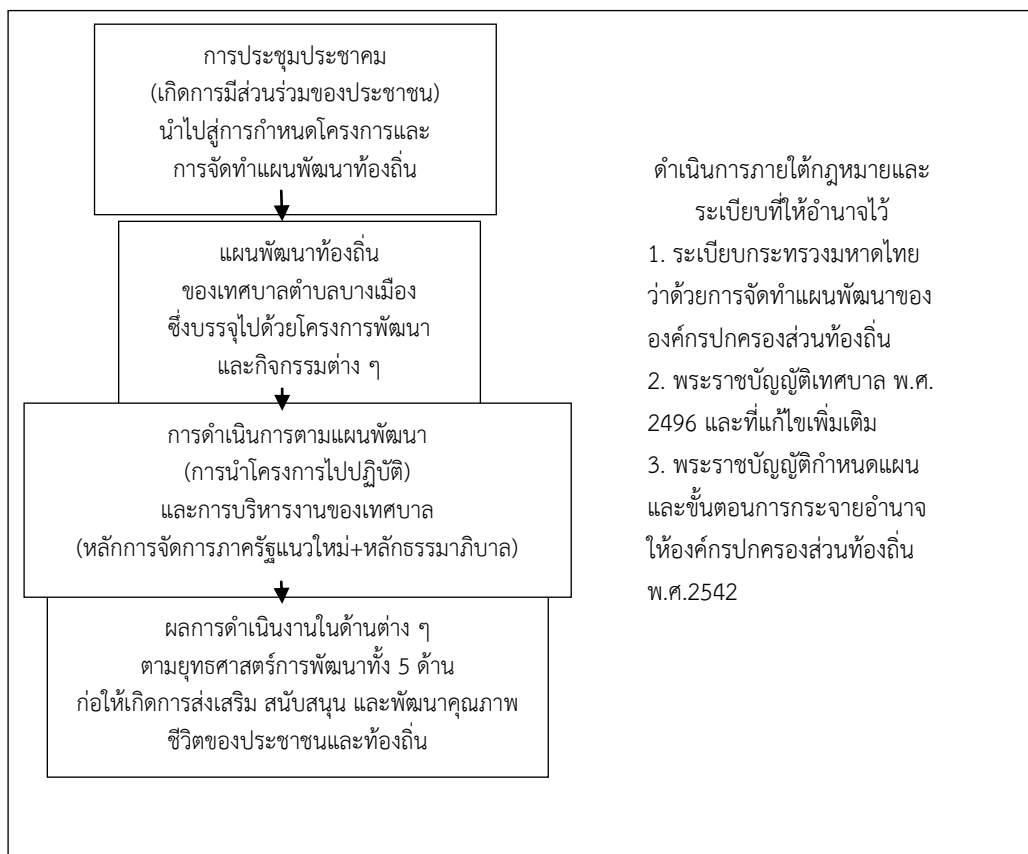 การประชุมประชาคม
(เกิดการมีส่วนร่วมของประชาชน)
นำไปสู่การกำหนดโครงการและ
การจัดทำแผนพัฒนาท้องถิ่น
แผนพัฒนาท้องถิ่น
ของเทศบาลตำบลบางเมือง
ซึ่งบรรจุไปด้วยโครงการพัฒนา
และกิจกรรมต่าง ๆ
การดำเนินการตามแผนพัฒนา
(การนำโครงการไปปฏิบัติ)
และการบริหารงานของเทศบาล
(หลักการจัดการภาครัฐแนวใหม่+หลักธรรมาภิบาล)
ผลการดำเนินงานในด้านต่าง ๆ
ตามยุทธศาสตร์การพัฒนาทั้ง 5 ด้าน
ก่อให้เกิดการส่งเสริม สนับสนุน และพัฒนาคุณภาพ
ชีวิตของประชาชนและท้องถิ่น
ดำเนินการภายใต้กฎหมายและ
ระเบียบที่ให้อำนาจไว้
1. ระเบียบกระทรวงมหาดไทย
ว่าด้วยการจัดทำแผนพัฒนาของ
องค์กรปกครองส่วนท้องถิ่น
2. พระราชบัญญัติเทศบาล พ.ศ.
2496 และที่แก้ไขเพิ่มเติม
3. พระราชบัญญัติกำหนดแผน
และขั้นตอนการกระจายอำนาจ
ให้องค์กรปกครองส่วนท้องถิ่น
พ.ศ.2542